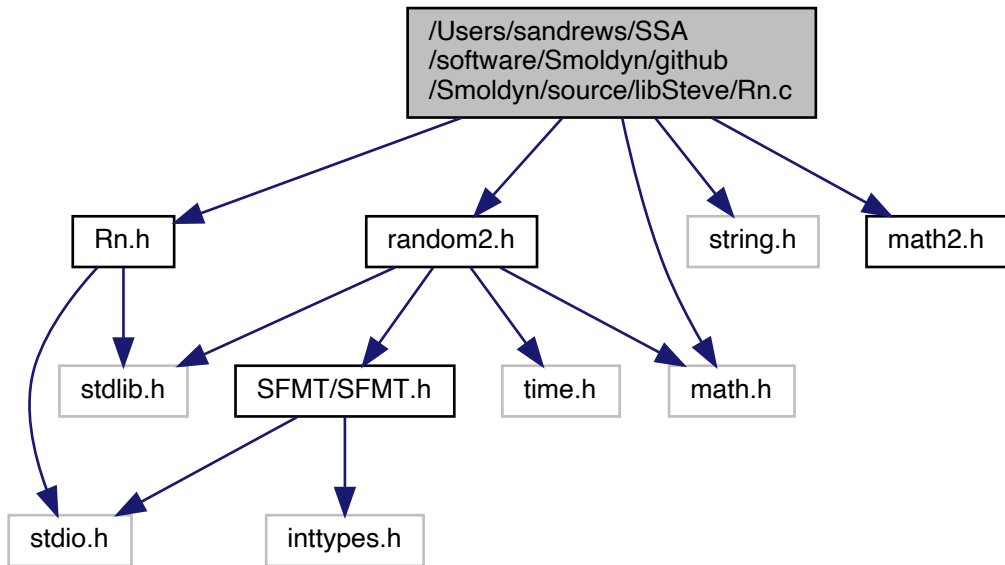 /Users/sandrews/SSA
/software/Smoldyn/github
/Smoldyn/source/libSteve/Rn.c
Rn.h
random2.h
string.h
math2.h
stdlib.h
SFMT/SFMT.h
time.h
math.h
stdio.h
inttypes.h